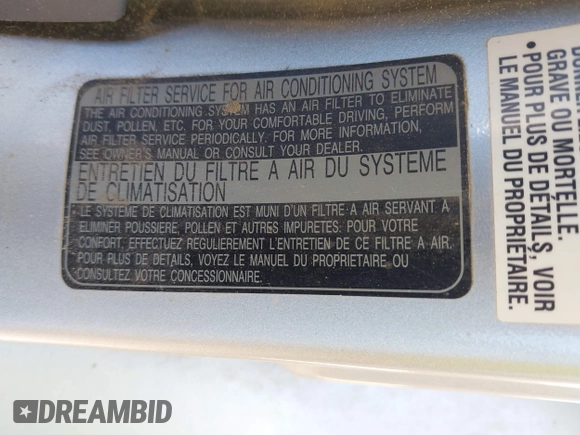 AIR FILTER SERVICE FOR AIR CONDITIONING SYSTEM
THE AIR CONDITIONING SYSTEM HAS AN AIR FILTER TO ELIMINATE
DUST, POLLEN, ETC. FOR YOUR COMFORTABLE DRIVING, PERFORM
AIR FILTER SERVICE PERIODICALLY. FOR MORE INFORMATION,
SEE OWNER'S MANUAL OR CONSULT YOUR DEALER.
ENTRETIEN DU FILTRE A AIR DU SYSTEME
DE CLIMATISATION
LE SYSTEME DE CLIMATISATION EST MUNI D'UN FILTRE A AIR SERVANT À
ELIMINER POUSSIERE, POLLEN ET AUTRES IMPURETES. POUR VOTRE
CONFORT, EFFECTUEZ REGULIEREMENT L'ENTRETIEN DE CE FILTRE A AIR.
POUR PLUS DE DETAILS, VOYEZ LE MANUEL DU PROPRIETAIRE OU
CONSULTEZ VOTRE CONCESSIONNAIRE.
GRAVE OU MORTELLE.
• POUR PLUS DE DÉTAILS, VOIR
LE MANUEL DU PROPRIÉTAIRE.
DREAMBID